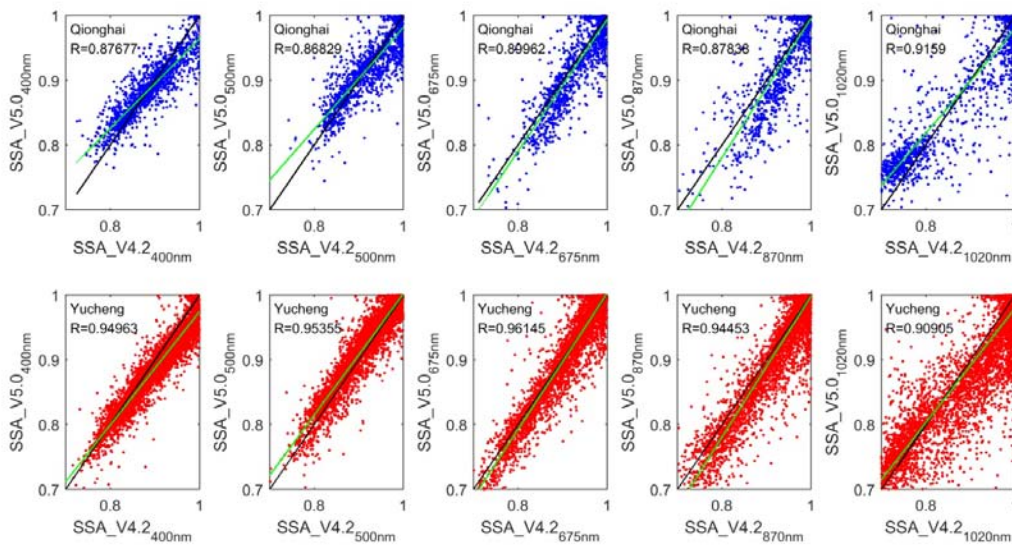 1
0.9
0.8
0.7
SSA_V5.0400nm
Qionghai
R=0.87677
0.8
1
SSA_V4.2400nm
1
0.9
0.8
0.7
SSA_V5.0500nm
Qionghai
R=0.86829
0.8
1
SSA_V4.2500nm
1
0.9
0.8
0.7
SSA_V5.0675nm
Qionghai
R=0.89962
0.8
1
SSA_V4.2675nm
1
0.9
0.8
0.7
SSA_V5.0870nm
Qionghai
R=0.87838
0.8
1
SSA_V4.2870nm
1
0.9
0.8
0.7
SSA_V5.01020nm
Qionghai
R=0.9159
0.8
1
SSA_V4.21020nm
1
0.9
0.8
0.7
SSA_V5.0400nm
Yucheng
R=0.94963
0.8
1
SSA_V4.2400nm
1
0.9
0.8
0.7
SSA_V5.0500nm
Yucheng
R=0.95355
0.8
1
SSA_V4.2500nm
1
0.9
0.8
0.7
SSA_V5.0675nm
Yucheng
R=0.96145
0.8
1
SSA_V4.2675nm
1
0.9
0.8
0.7
SSA_V5.0870nm
Yucheng
R=0.94453
0.8
1
SSA_V4.2870nm
1
0.9
0.8
0.7
SSA_V5.01020nm
Yucheng
R=0.90905
0.8
1
SSA_V4.21020nm